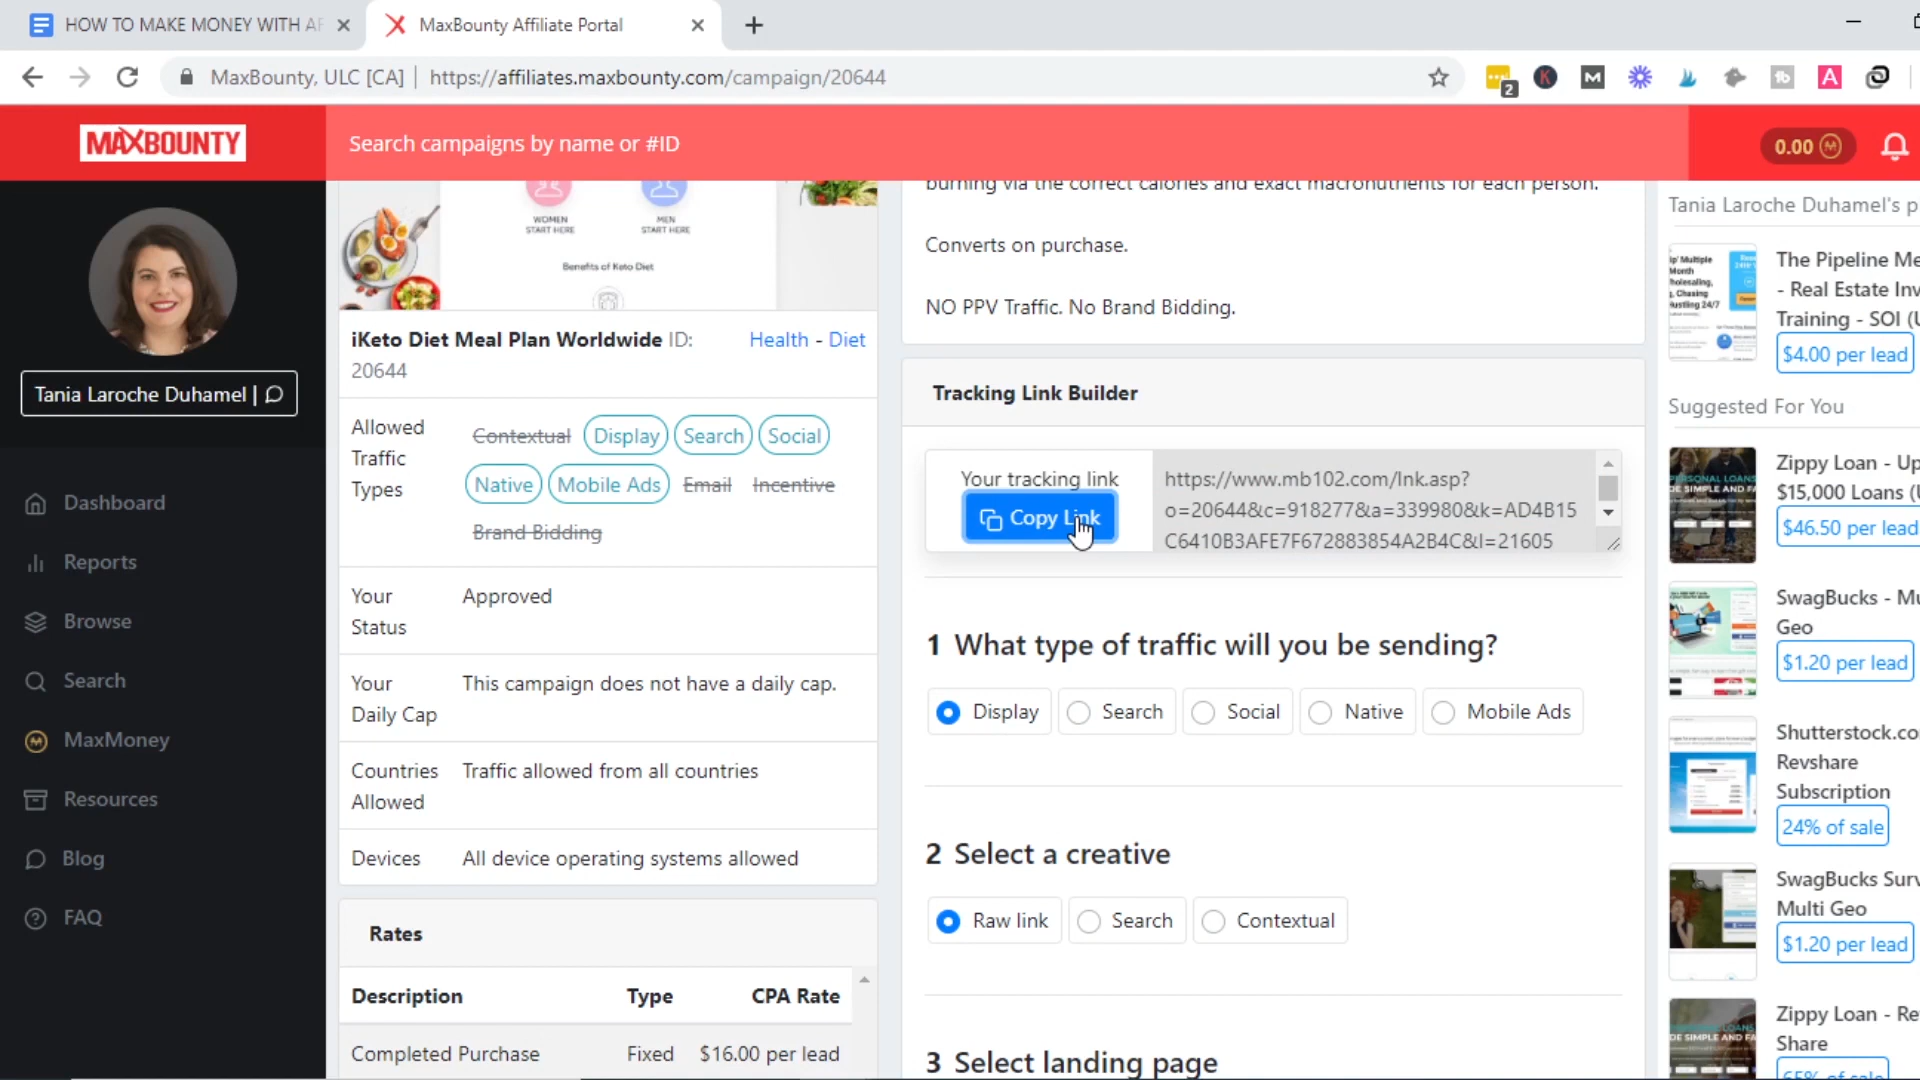 HOW TO MAKE MONEY WITH AF
MaxBounty Affiliate Portal
MaxBounty, ULC [CA]
https://affiliates.maxbounty.com/campaign/20644
2
K
M
A
MAXBOUNTY
Search campaigns by name or #ID
0.00
Tania Laroche Duhamel |
Dashboard
Reports
Browse
Search
MaxMoney
Resources
Blog
FAQ
WOMEN
START HERE
MEN
START HERE
Benefits of Keto Diet
iKeto Diet Meal Plan Worldwide ID:
20644
Health - Diet
Allowed
Traffic
Types
Contextual Display Search Social
Native Mobile Ads Email Incentive
Brand Bidding
Your
Status
Approved
Your
Daily Cap
This campaign does not have a daily cap.
Countries
Allowed
Traffic allowed from all countries
Devices
All device operating systems allowed
Rates
Description Type CPA Rate
Completed Purchase Fixed $16.00 per lead
burning via the correct calories and exact macronutrients for each person.
Converts on purchase.
NO PPV Traffic. No Brand Bidding.
Tracking Link Builder
Your tracking link
Copy Link
https://www.mb102.com/lnk.asp?
o=20644&c=918277&a=339980&k=AD4B15
C6410B3AFE7F672883854A2B4C&l=21605
1 What type of traffic will you be sending?
Display Search Social Native Mobile Ads
2 Select a creative
Raw link Search Contextual
3 Select landing page
Tania Laroche Duhamel's p
The Pipeline Me
- Real Estate Inv
Training - SOI (U
$4.00 per lead
Suggested For You
Zippy Loan - Up
$15,000 Loans (U
$46.50 per lead
SwagBucks - Mu
Geo
$1.20 per lead
Shutterstock.co
Revshare
Subscription
24% of sale
SwagBucks Surv
Multi Geo
$1.20 per lead
Zippy Loan - Re
Share
65% of sale